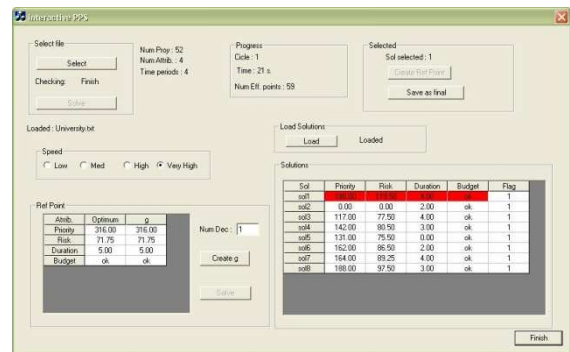 Interactive PPS
Select file
Select
Checking: Finish
Solve
Num Proy : 52
Num Attrib. : 4
Time periods : 4
Progress
Cicle : 1
Time : 21 s.
Num Eff. points : 59
Selected
Sol selected : 1
Create Ref Point
Save as final
Loaded : University.txt
Load Solutions
Load Loaded
Speed
Low Med High Very High
Solutions
Sol Priority Risk Duration Budget Flag
sol1 ok 1
sol2 0.00 0.00 2.00 ok 1
sol3 117.00 77.50 4.00 ok 1
sol4 142.00 80.50 3.00 ok 1
sol5 131.00 75.50 0.00 ok 1
sol6 162.00 86.50 2.00 ok 1
sol7 164.00 89.25 4.00 ok 1
sol8 188.00 97.50 3.00 ok 1
Ref Point
Atrib. Optimum g
Priority 316.00 316.00
Risk 71.75 71.75
Duration 5.00 5.00
Budget ok ok
Num Dec : 1
Create g
Solve
Finish